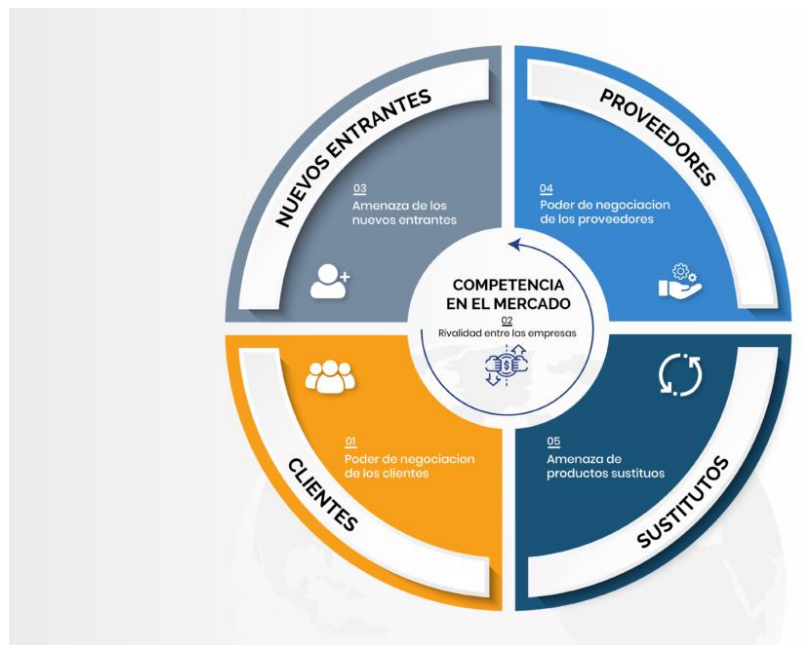 NUEVOS ENTRANTES
03
Amenaza de los
nuevos entrantes
PROVEEDORES
04
Poder de negociacion
de los proveedores
COMPETENCIA
EN EL MERCADO
02
Rivalidad entre las empresas
$
01
Poder de negociacion
de los clientes
CLIENTES
05
Amenaza de
productos sustituos
SUSTITUTOS